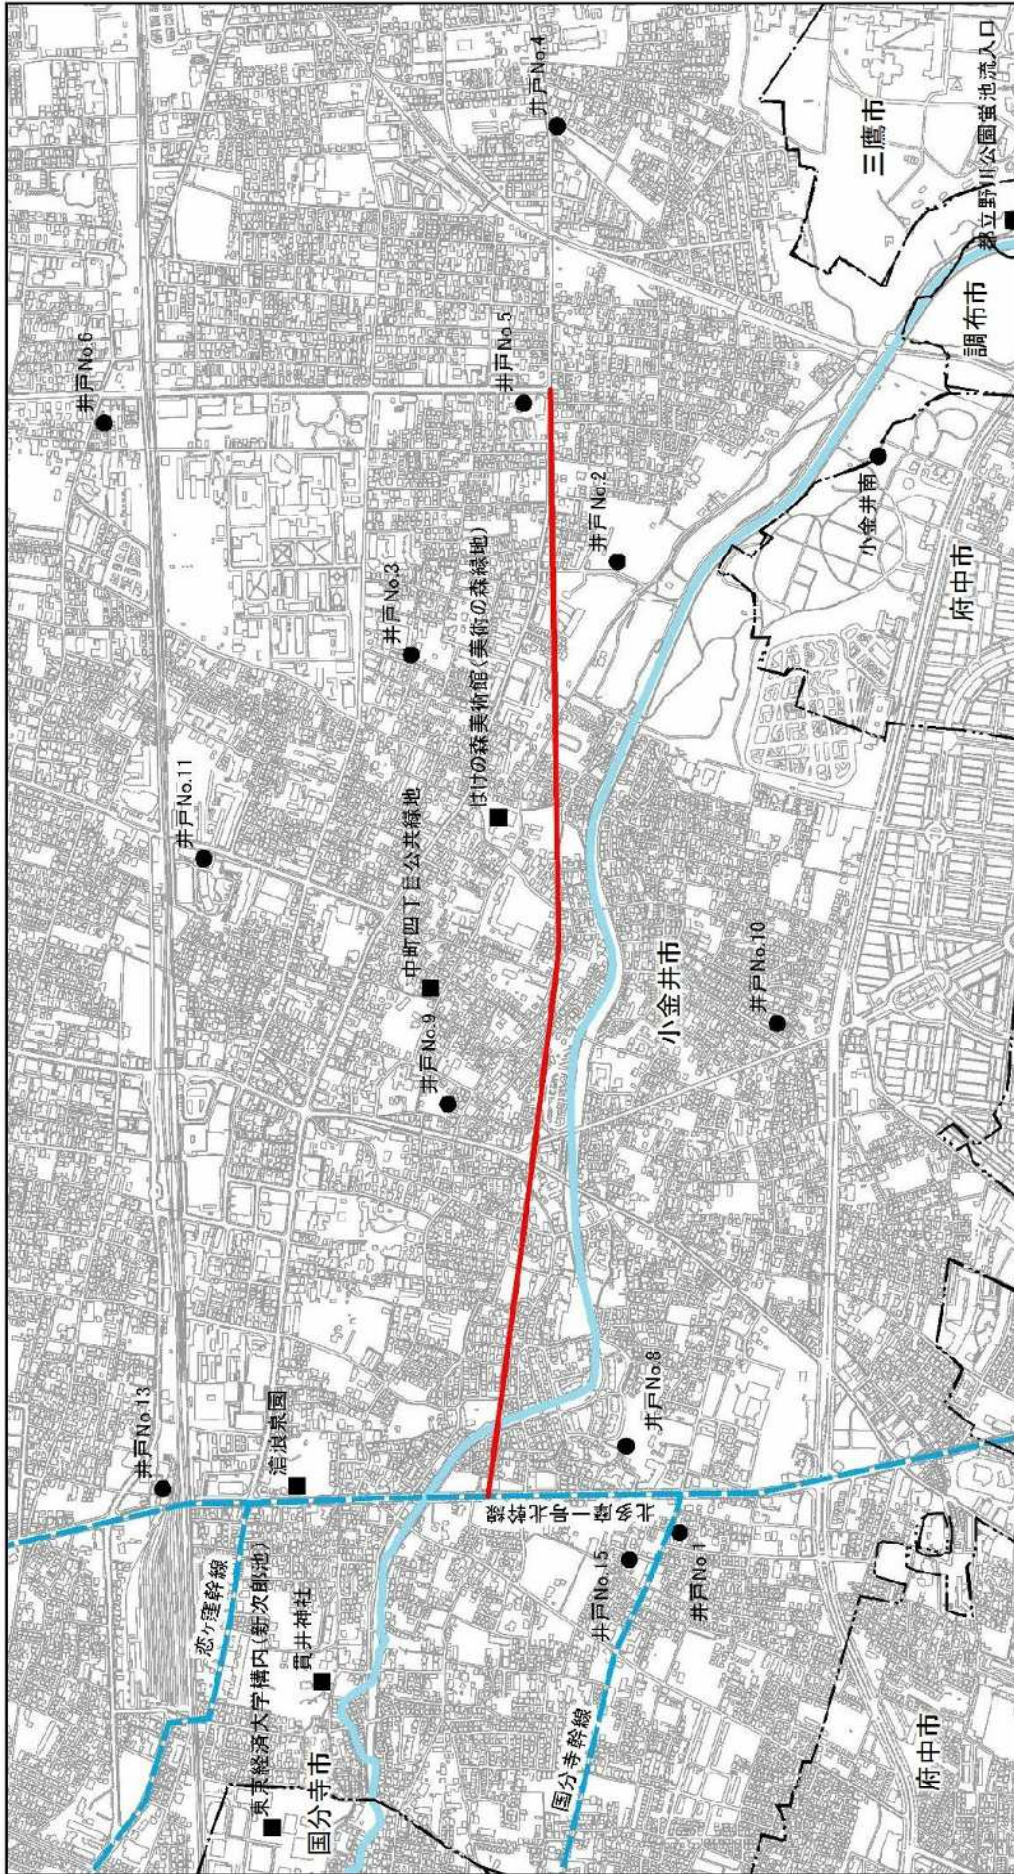 井戸No.6
井戸No.13
井戸No.11
滄浪泉園
恋ヶ窪幹線
東京経済大学構内(新次郎池)
貫井神社
国分寺市
井戸No.3
中町四丁目公共緑地
井戸No.9
はけの森美術館(美術の森緑地)
井戸No.5
井戸No.4
北多摩一号北幹線
井戸No.2
井戸No.8
井戸No.15
井戸No.1
国分寺幹線
小金井市
井戸No.10
小金井南
三鷹市
調布市
都立野川公園蛍池流入口
府中市
府中市